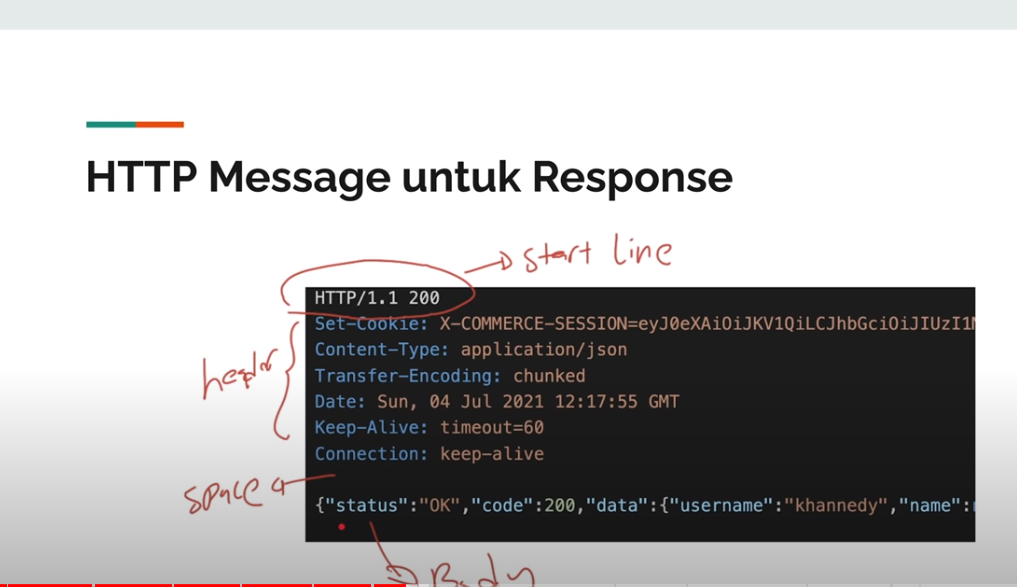 HTTP Message untuk Response
start line
HTTP/1.1 200
Set-Cookie: X-COMMERCE-SESSION=eyJ0eXAiOiJKV1QiLCJhbGciOiJIUzI1N
Content-Type: application/json
header
Transfer-Encoding: chunked
Date: Sun, 04 Jul 2021 12:17:55 GMT
Keep-Alive: timeout=60
Connection: keep-alive
space
{"status":"OK","code":200,"data":{"username":"khannedy","name":
Body